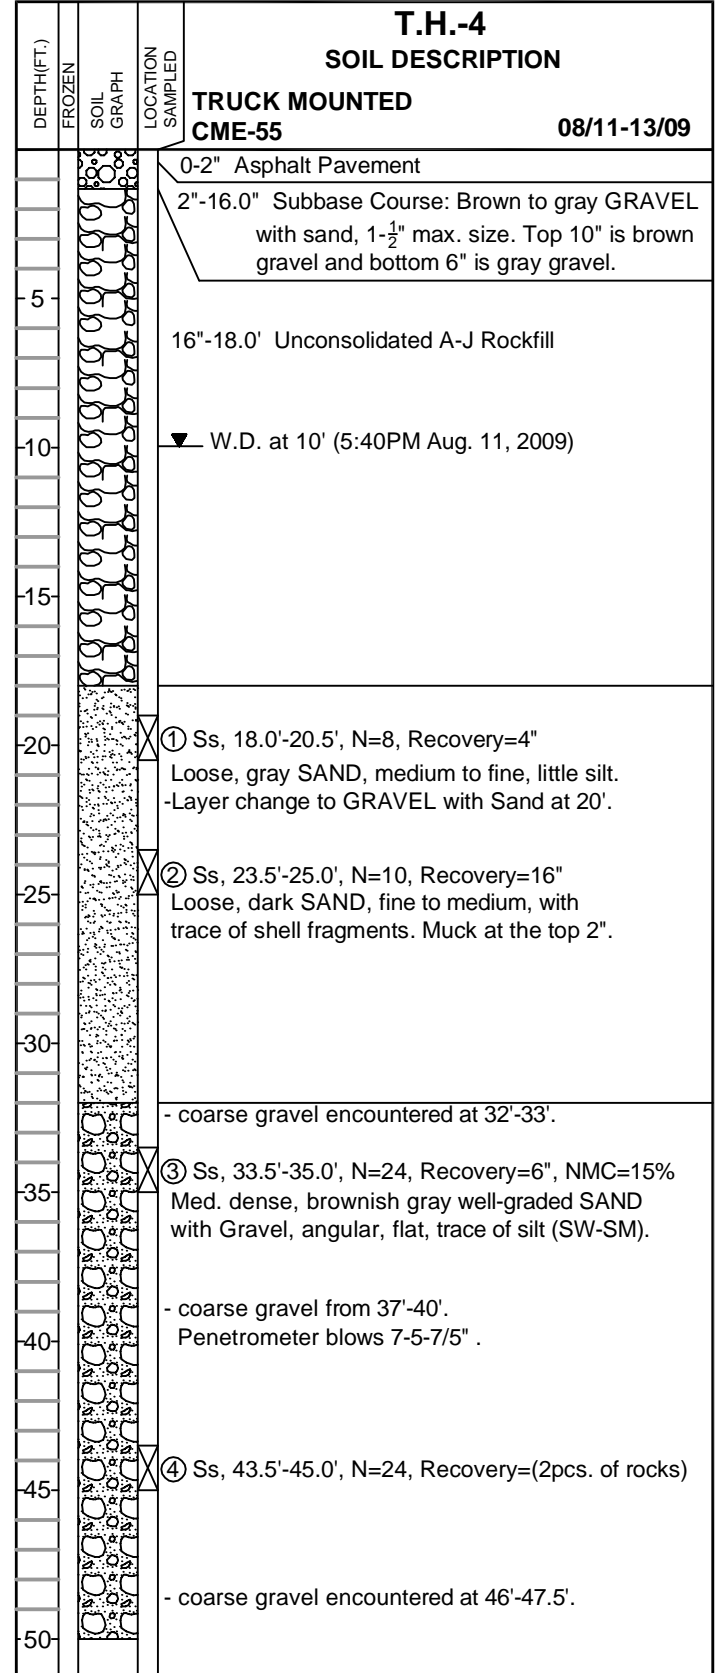 T.H.-4
SOIL DESCRIPTION
DEPTH(FT.)
FROZEN
SOIL
GRAPH
LOCATION
SAMPLED
TRUCK MOUNTED
CME-55 08/11-13/09
0-2" Asphalt Pavement
2"-16.0" Subbase Course: Brown to gray GRAVEL
with sand, 1-1/2" max. size. Top 10" is brown
gravel and bottom 6" is gray gravel.
5
16"-18.0' Unconsolidated A-J Rockfill
10
W.D. at 10' (5:40PM Aug. 11, 2009)
15
20
① Ss, 18.0'-20.5', N=8, Recovery=4"
Loose, gray SAND, medium to fine, little silt.
-Layer change to GRAVEL with Sand at 20'.
② Ss, 23.5'-25.0', N=10, Recovery=16"
25
Loose, dark SAND, fine to medium, with
trace of shell fragments. Muck at the top 2".
30
- coarse gravel encountered at 32'-33'.
③ Ss, 33.5'-35.0', N=24, Recovery=6", NMC=15%
35
Med. dense, brownish gray well-graded SAND
with Gravel, angular, flat, trace of silt (SW-SM).
- coarse gravel from 37'-40'.
40
Penetrometer blows 7-5-7/5" .
④ Ss, 43.5'-45.0', N=24, Recovery=(2pcs. of rocks)
45
- coarse gravel encountered at 46'-47.5'.
50